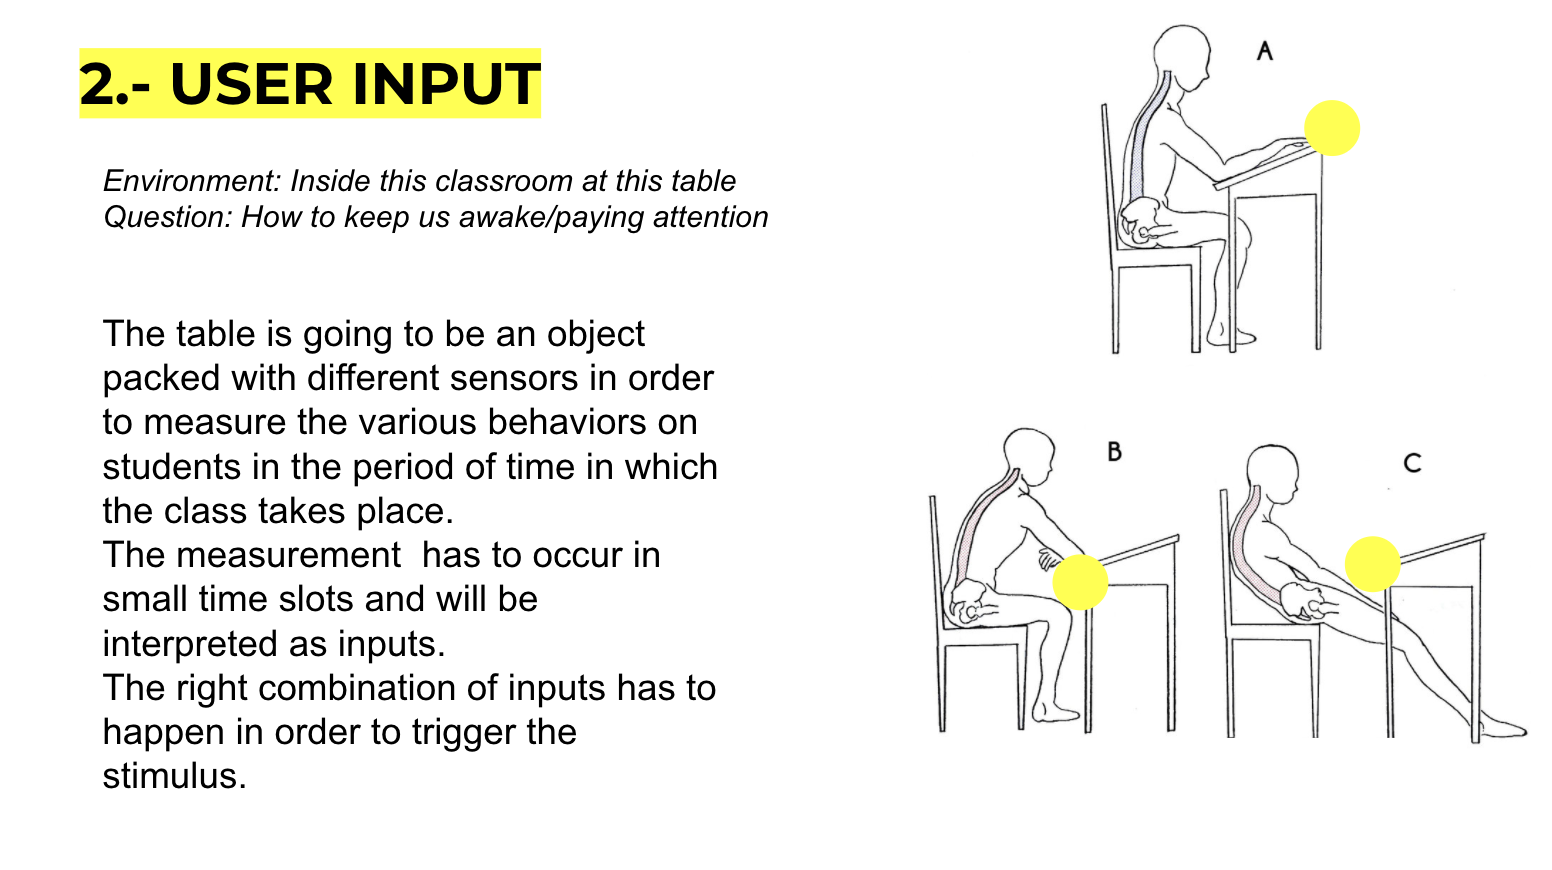 2.- USER INPUT
Environment: Inside this classroom at this table
Question: How to keep us awake/paying attention
The table is going to be an object
packed with different sensors in order
to measure the various behaviors on
students in the period of time in which
the class takes place.
The measurement  has to occur in
small time slots and will be
interpreted as inputs.
The right combination of inputs has to
happen in order to trigger the
stimulus.
A
B
C